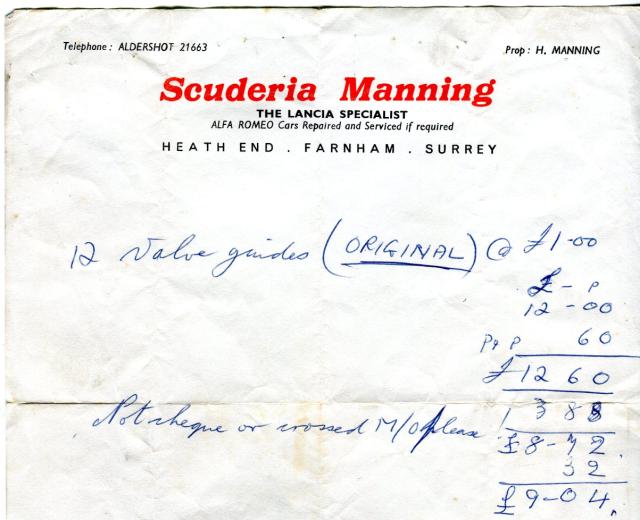 Telephone: ALDERSHOT 21663
Prop: H. MANNING
Scuderia Manning
THE LANCIA SPECIALIST
ALFA ROMEO Cars Repaired and Serviced if required
HEATH END . FARNHAM . SURREY
12 Valve guides (ORIGINAL) @ £1-00
£ - p
12-00
P+P 60
£12 60
Not cheque or crossed M/O please
£8-72.
32
£9-04.